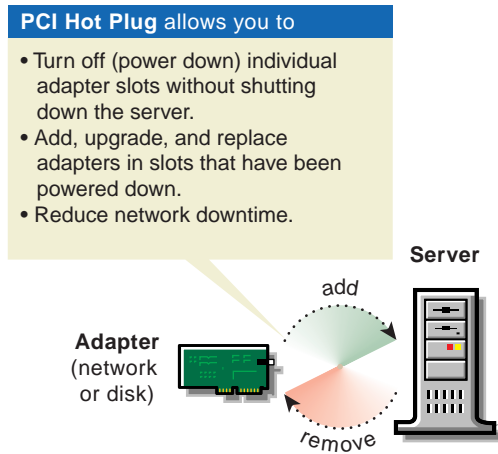 PCI Hot Plug allows you to
• Turn off (power down) individual
adapter slots without shutting
down the server.
• Add, upgrade, and replace
adapters in slots that have been
powered down.
• Reduce network downtime.
Server
add
Adapter
(network
or disk)
remove